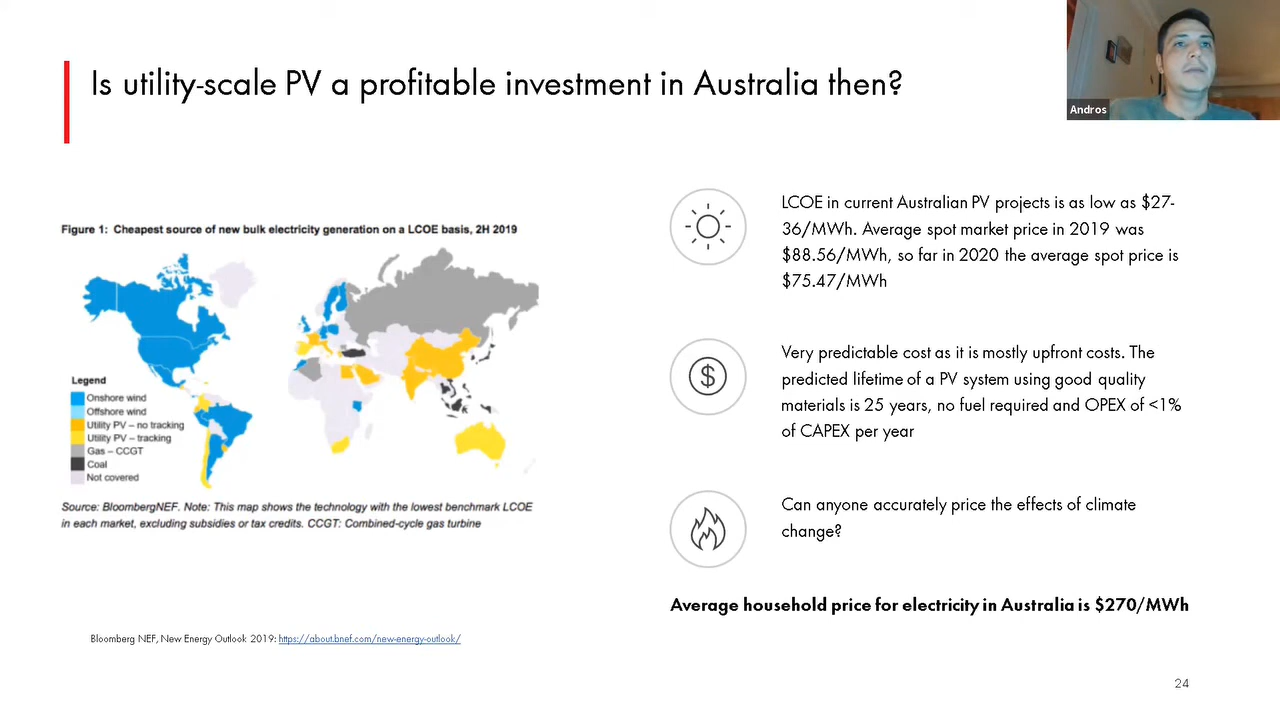 Is utility-scale PV a profitable investment in Australia then?
Andros
Figure 1: Cheapest source of new bulk electricity generation on a LCOE basis, 2H 2019
Legend
Onshore wind
Offshore wind
Utility PV – no tracking
Utility PV – tracking
Gas – CCGT
Coal
Not covered
Source: BloombergNEF. Note: This map shows the technology with the lowest benchmark LCOE
in each market, excluding subsidies or tax credits. CCGT: Combined-cycle gas turbine
Bloomberg NEF, New Energy Outlook 2019: https://about.bnef.com/new-energy-outlook/
LCOE in current Australian PV projects is as low as $27-
36/MWh. Average spot market price in 2019 was
$88.56/MWh, so far in 2020 the average spot price is
$75.47/MWh
$
Very predictable cost as it is mostly upfront costs. The
predicted lifetime of a PV system using good quality
materials is 25 years, no fuel required and OPEX of <1%
of CAPEX per year
Can anyone accurately price the effects of climate
change?
Average household price for electricity in Australia is $270/MWh
24